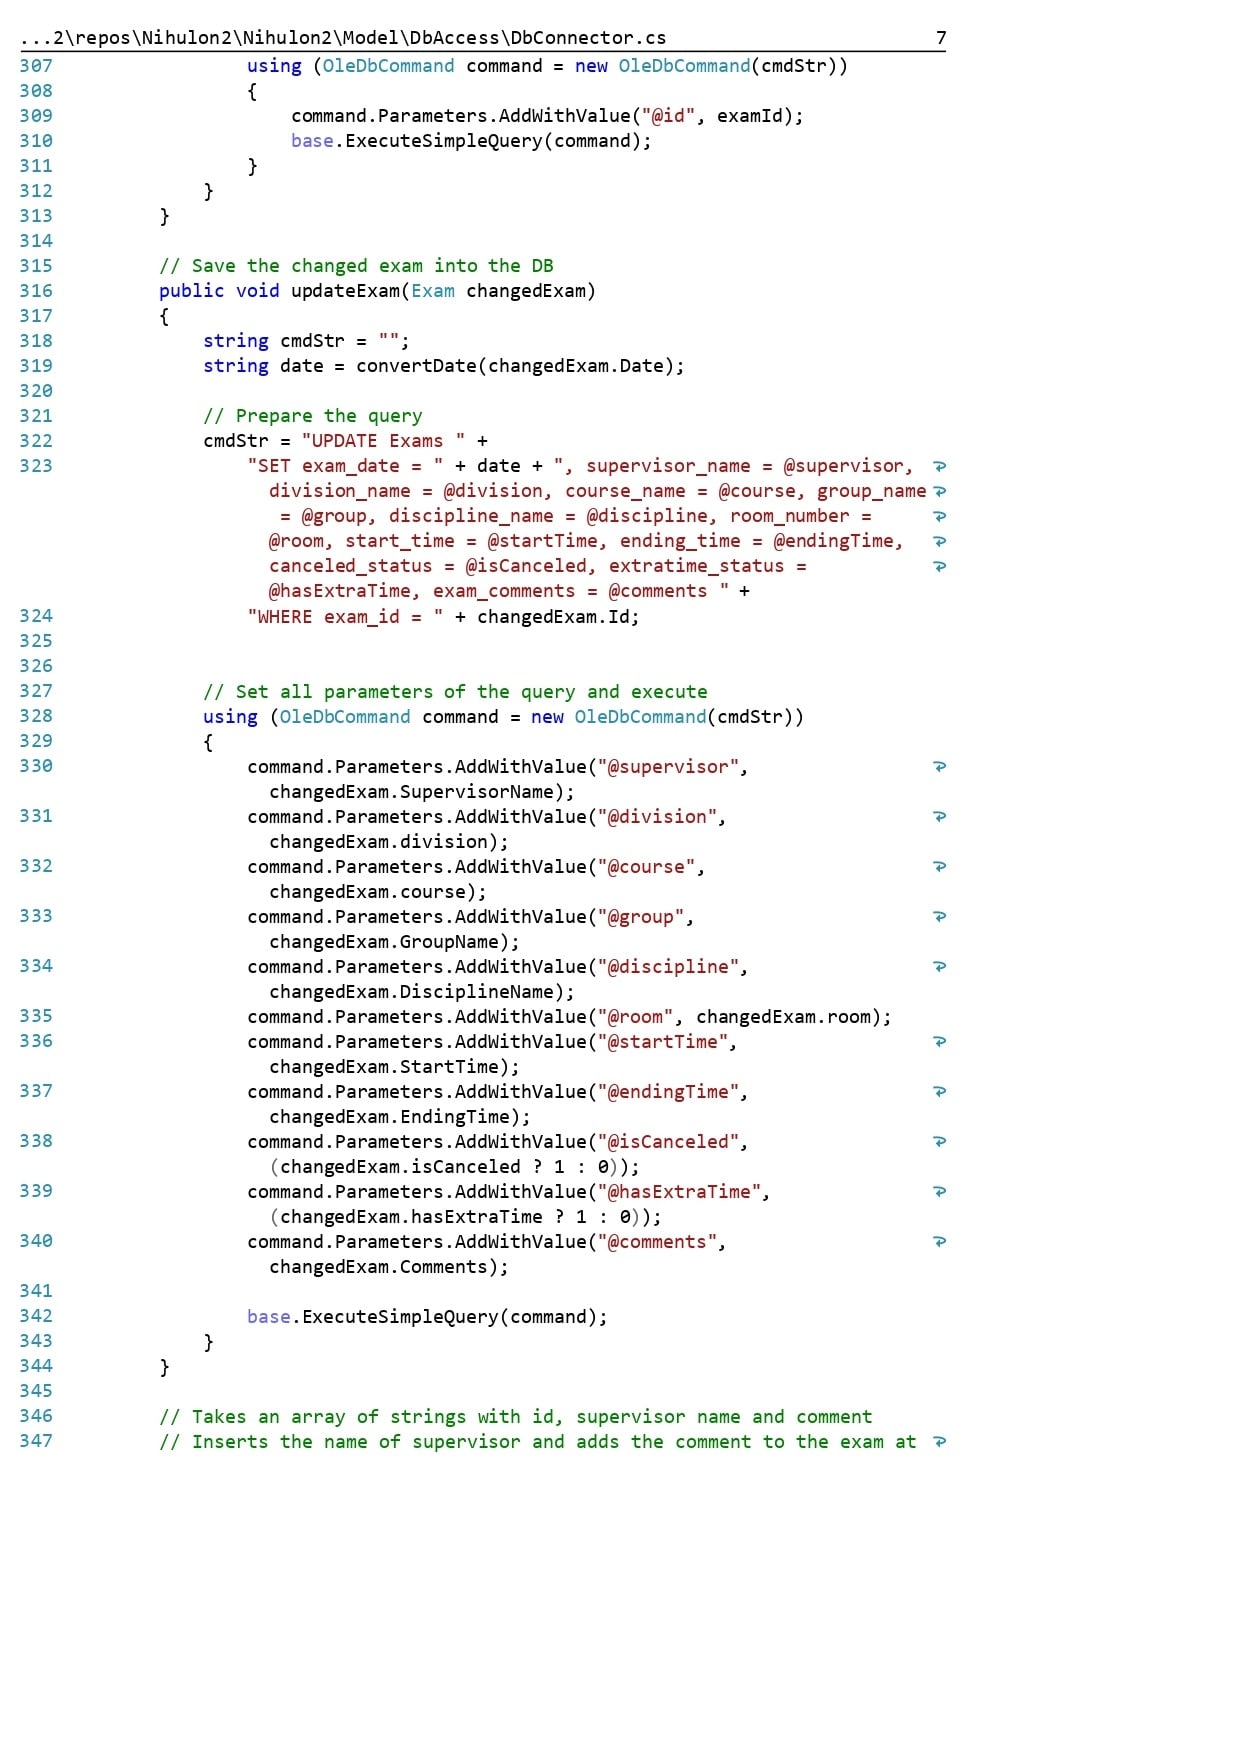 ...2\repos\Nihulon2\Nihulon2\Model\DbAccess\DbConnector.cs 7
307 using (OleDbCommand command = new OleDbCommand(cmdStr))
308 {
309 command.Parameters.AddWithValue("@id", examId);
310 base.ExecuteSimpleQuery(command);
311 }
312 }
313 }
314
315 // Save the changed exam into the DB
316 public void updateExam(Exam changedExam)
317 {
318 string cmdStr = "";
319 string date = convertDate(changedExam.Date);
320
321 // Prepare the query
322 cmdStr = "UPDATE Exams " +
323 "SET exam_date = " + date + ", supervisor_name = @supervisor,
division_name = @division, course_name = @course, group_name
= @group, discipline_name = @discipline, room_number =
@room, start_time = @startTime, ending_time = @endingTime,
canceled_status = @isCanceled, extratime_status =
@hasExtraTime, exam_comments = @comments " +
324 "WHERE exam_id = " + changedExam.Id;
325
326
327 // Set all parameters of the query and execute
328 using (OleDbCommand command = new OleDbCommand(cmdStr))
329 {
330 command.Parameters.AddWithValue("@supervisor",
changedExam.SupervisorName);
331 command.Parameters.AddWithValue("@division",
changedExam.division);
332 command.Parameters.AddWithValue("@course",
changedExam.course);
333 command.Parameters.AddWithValue("@group",
changedExam.GroupName);
334 command.Parameters.AddWithValue("@discipline",
changedExam.DisciplineName);
335 command.Parameters.AddWithValue("@room", changedExam.room);
336 command.Parameters.AddWithValue("@startTime",
changedExam.StartTime);
337 command.Parameters.AddWithValue("@endingTime",
changedExam.EndingTime);
338 command.Parameters.AddWithValue("@isCanceled",
(changedExam.isCanceled ? 1 : 0));
339 command.Parameters.AddWithValue("@hasExtraTime",
(changedExam.hasExtraTime ? 1 : 0));
340 command.Parameters.AddWithValue("@comments",
changedExam.Comments);
341
342 base.ExecuteSimpleQuery(command);
343 }
344 }
345
346 // Takes an array of strings with id, supervisor name and comment
347 // Inserts the name of supervisor and adds the comment to the exam at